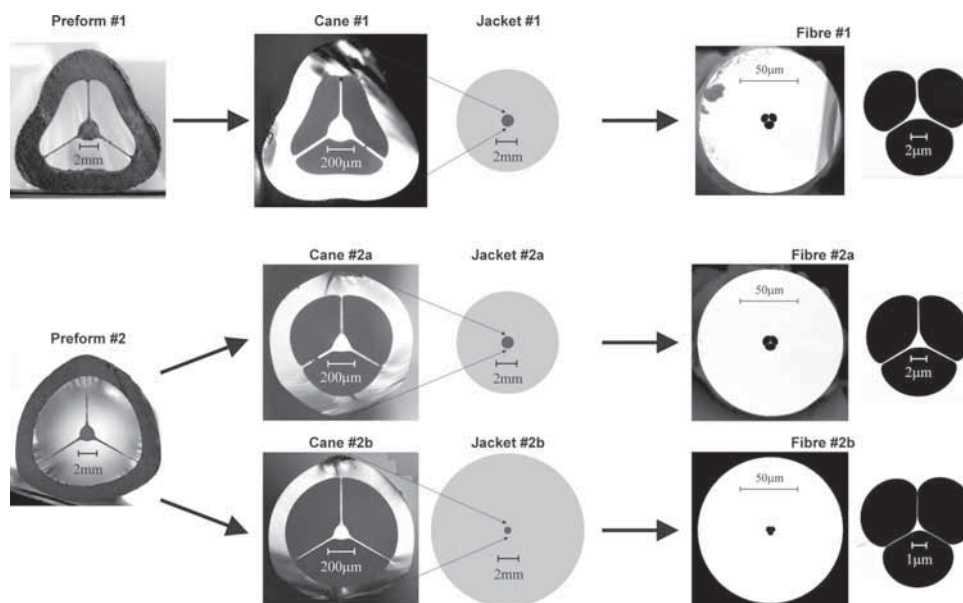 Preform #1
Cane #1
Jacket #1
Fibre #1
2mm
200µm
2mm
50µm
2µm
Preform #2
2mm
Cane #2a
Jacket #2a
Fibre #2a
200µm
2mm
50µm
2µm
Cane #2b
Jacket #2b
Fibre #2b
200µm
2mm
50µm
1µm